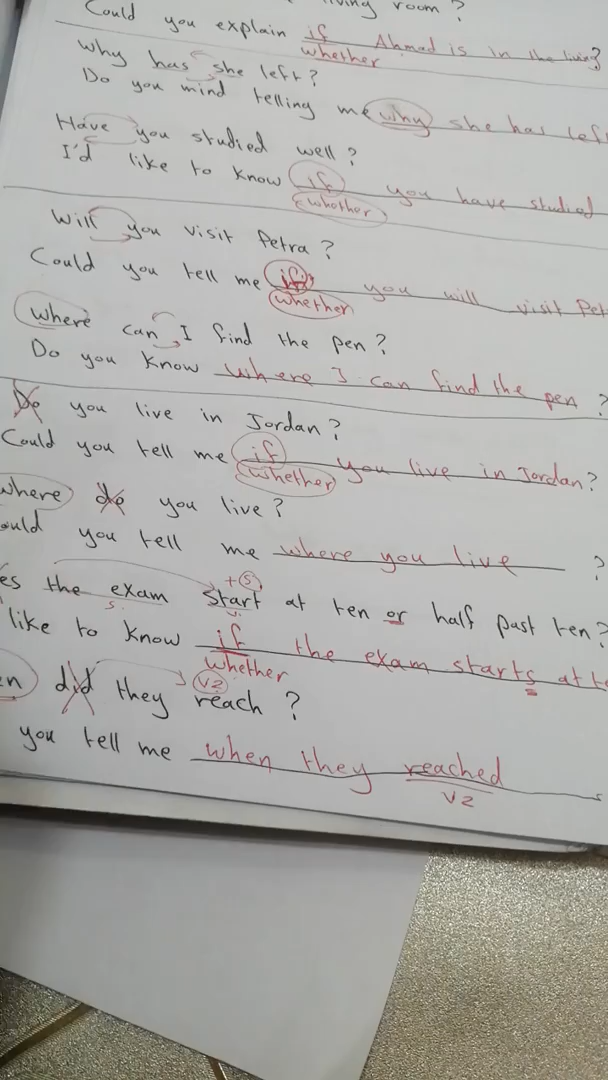 living room?
Could you explain if Ahmad is in the living?
whether
Why has she left?
Do you mind telling me why she has lef
Have you studied well?
I'd like to know if you have studied
whether
Will you visit Petra?
Could you tell me if you will visit Pet
whether
where can I find the pen?
Do you know where I can find the pen ?
Do you live in Jordan?
Could you tell me if you live in Jordan?
whether
where do you live?
ould you tell me where you live ?
+s
es the exam start at ten or half past ten?
s. v.
like to know if the exam starts at te
whether
en did they reach ?
v2
you tell me when they reached
v2